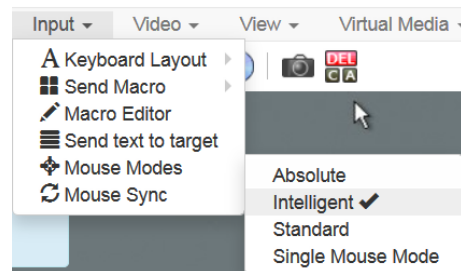 Input Video View Virtual Media
Keyboard Layout
Send Macro
DEL
C A
Macro Editor
Send text to target
Mouse Modes
Mouse Sync
Absolute
Intelligent
Standard
Single Mouse Mode